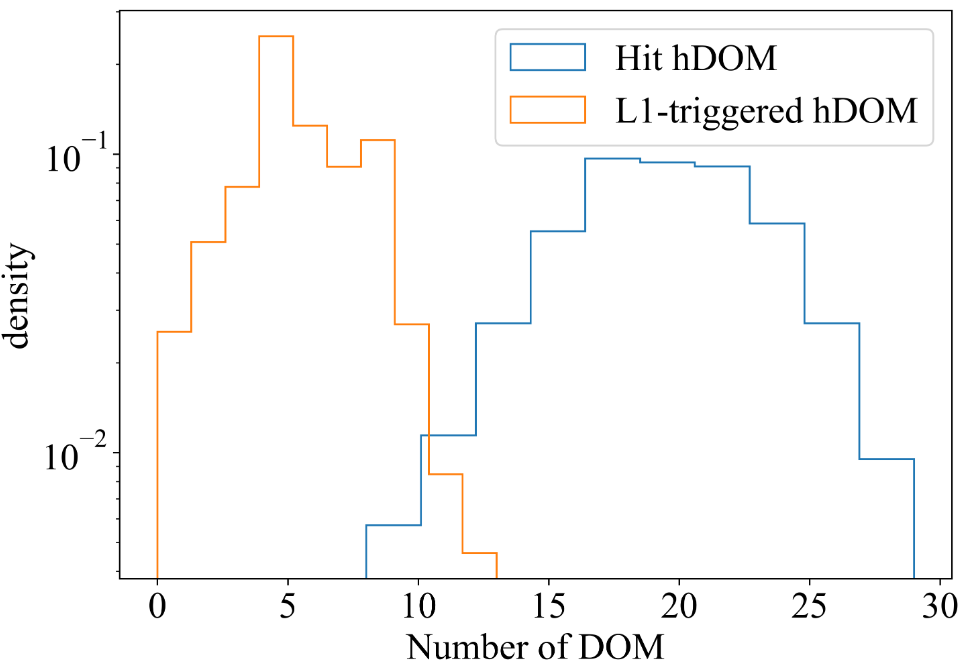 Hit hDOM
L1-triggered hDOM
10⁻¹
10⁻²
density
0 5 10 15 20 25 30
Number of DOM